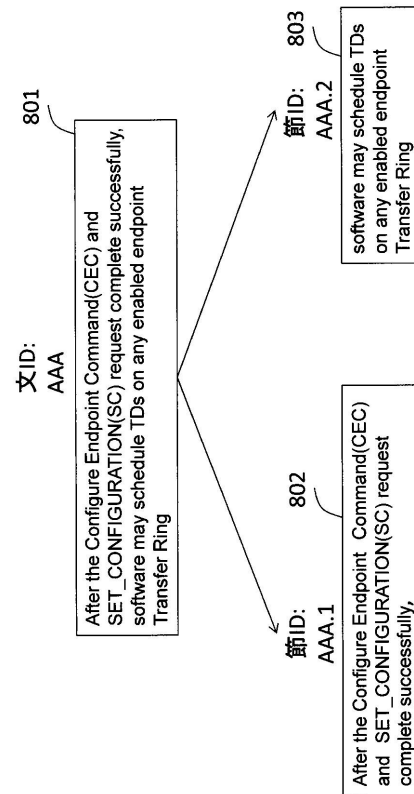 文ID:
AAA
801
After the Configure Endpoint Command(CEC) and
SET_CONFIGURATION(SC) request complete successfully,
software may schedule TDs on any enabled endpoint
Transfer Ring
節ID:
AAA.1
802
After the Configure Endpoint Command(CEC)
and SET_CONFIGURATION(SC) request
complete successfully,
節ID:
AAA.2
803
software may schedule TDs
on any enabled endpoint
Transfer Ring